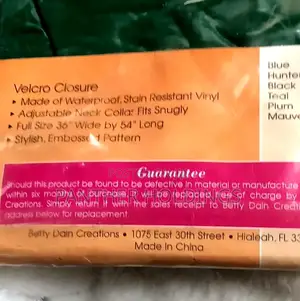 Blue
Hunte
Black
Teal
Plum
Mauve
Velcro Closure
• Made of Waterproof, Stain Resistant Vinyl
• Adjustable Neck Collar Fits Snugly
• Full Size 36" Wide by 54" Long
• Stylish, Embossed Pattern
Guarantee
Should this product be found to be defective in material or manufacture
within six months of purchase, it will be replaced free of charge by
Creations. Simply return it with the sales receipt to Betty Dain Creati
address below for replacement.
Betty Dain Creations • 1075 East 30th Street • Hialeah, FL 33
Made in China